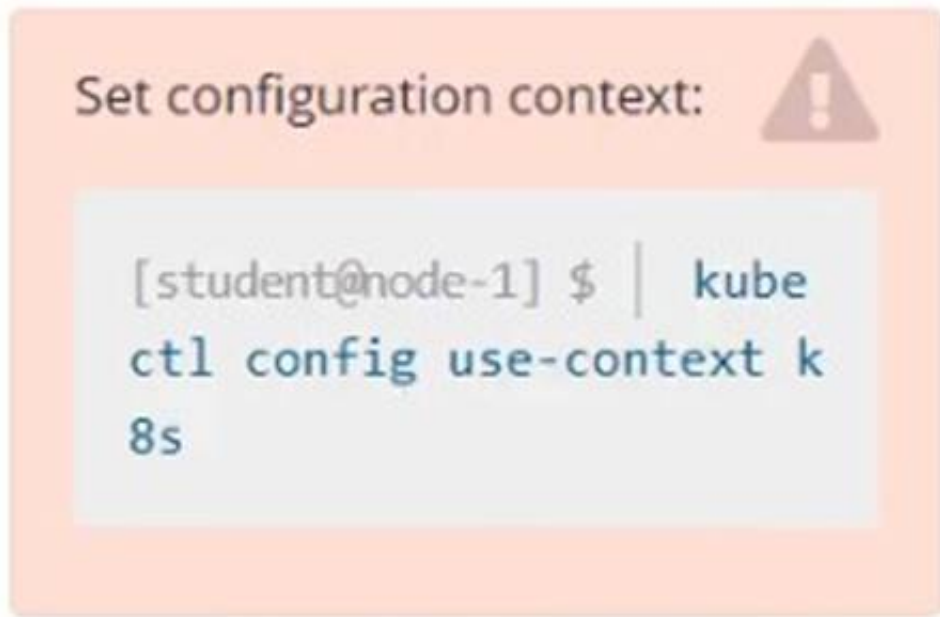 Set configuration context:
[student@node-1] $ | kube
ctl config use-context k
8s